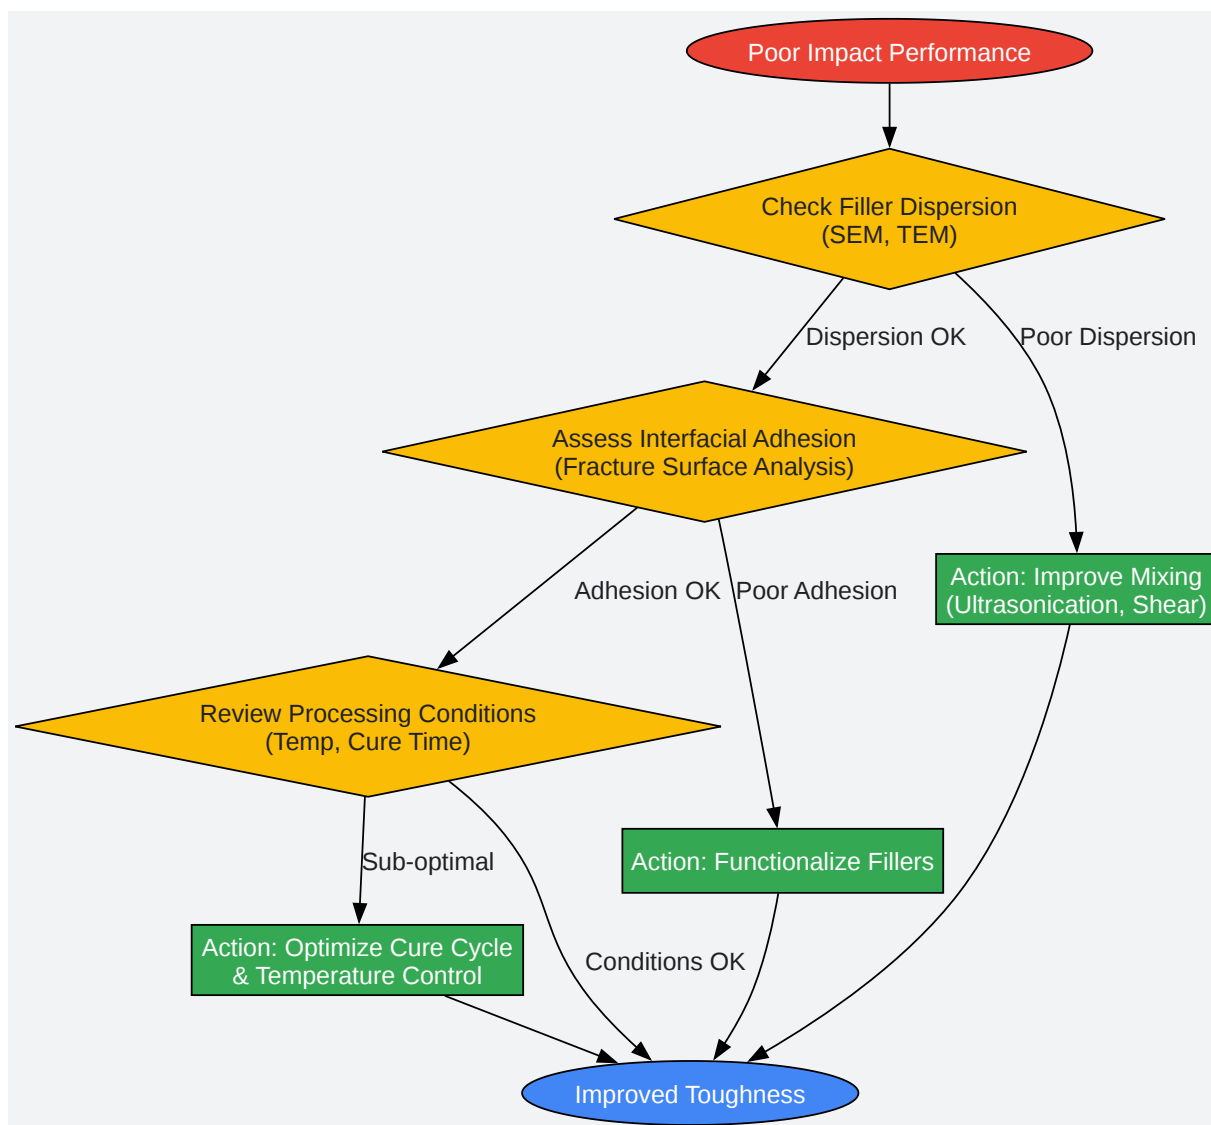 Poor Impact Performance
Check Filler Dispersion
(SEM, TEM)
Dispersion OK
Poor Dispersion
Assess Interfacial Adhesion
(Fracture Surface Analysis)
Action: Improve Mixing
(Ultrasonication, Shear)
Adhesion OK
Poor Adhesion
Review Processing Conditions
(Temp, Cure Time)
Sub-optimal
Action: Functionalize Fillers
Action: Optimize Cure Cycle
& Temperature Control
Conditions OK
Improved Toughness